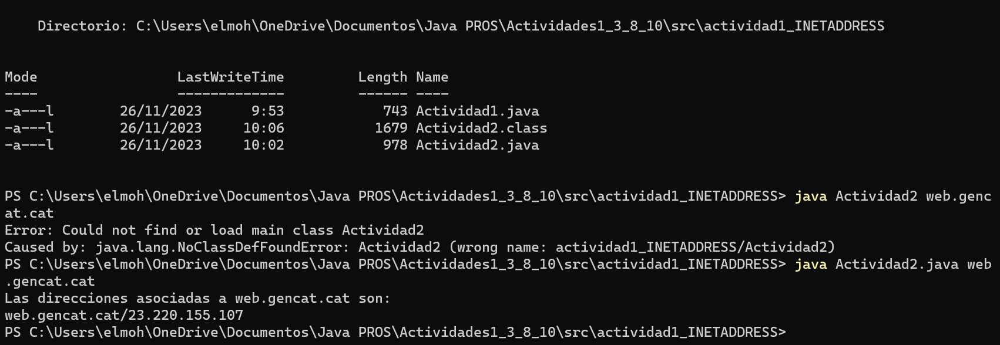 Directorio: C:\Users\elmoh\OneDrive\Documentos\Java PROS\Actividades1_3_8_10\src\actividad1_INETADDRESS
Mode                 LastWriteTime         Length Name
----                 -------------         ------ ----
-a---l        26/11/2023      9:53            743 Actividad1.java
-a---l        26/11/2023     10:06           1679 Actividad2.class
-a---l        26/11/2023     10:02            978 Actividad2.java
PS C:\Users\elmoh\OneDrive\Documentos\Java PROS\Actividades1_3_8_10\src\actividad1_INETADDRESS> java Actividad2 web.genc
at.cat
Error: Could not find or load main class Actividad2
Caused by: java.lang.NoClassDefFoundError: Actividad2 (wrong name: actividad1_INETADDRESS/Actividad2)
PS C:\Users\elmoh\OneDrive\Documentos\Java PROS\Actividades1_3_8_10\src\actividad1_INETADDRESS> java Actividad2.java web
.gencat.cat
Las direcciones asociadas a web.gencat.cat son:
web.gencat.cat/23.220.155.107
PS C:\Users\elmoh\OneDrive\Documentos\Java PROS\Actividades1_3_8_10\src\actividad1_INETADDRESS>